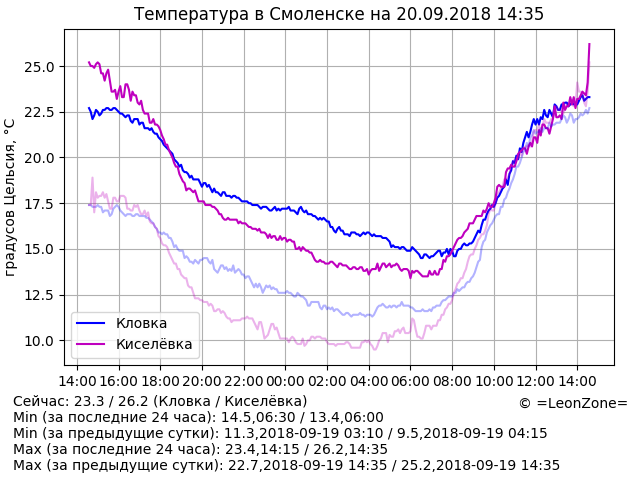 Температура в Смоленске на 20.09.2018 14:35
градусов Цельсия, °C
25.0
22.5
20.0
17.5
15.0
12.5
10.0
Кловка
Киселёвка
14:00 16:00 18:00 20:00 22:00 00:00 02:00 04:00 06:00 08:00 10:00 12:00 14:00
Сейчас: 23.3 / 26.2 (Кловка / Киселёвка)
© =LeonZone=
Min (за последние 24 часа): 14.5,06:30 / 13.4,06:00
Min (за предыдущие сутки): 11.3,2018-09-19 03:10 / 9.5,2018-09-19 04:15
Max (за последние 24 часа): 23.4,14:15 / 26.2,14:35
Max (за предыдущие сутки): 22.7,2018-09-19 14:35 / 25.2,2018-09-19 14:35